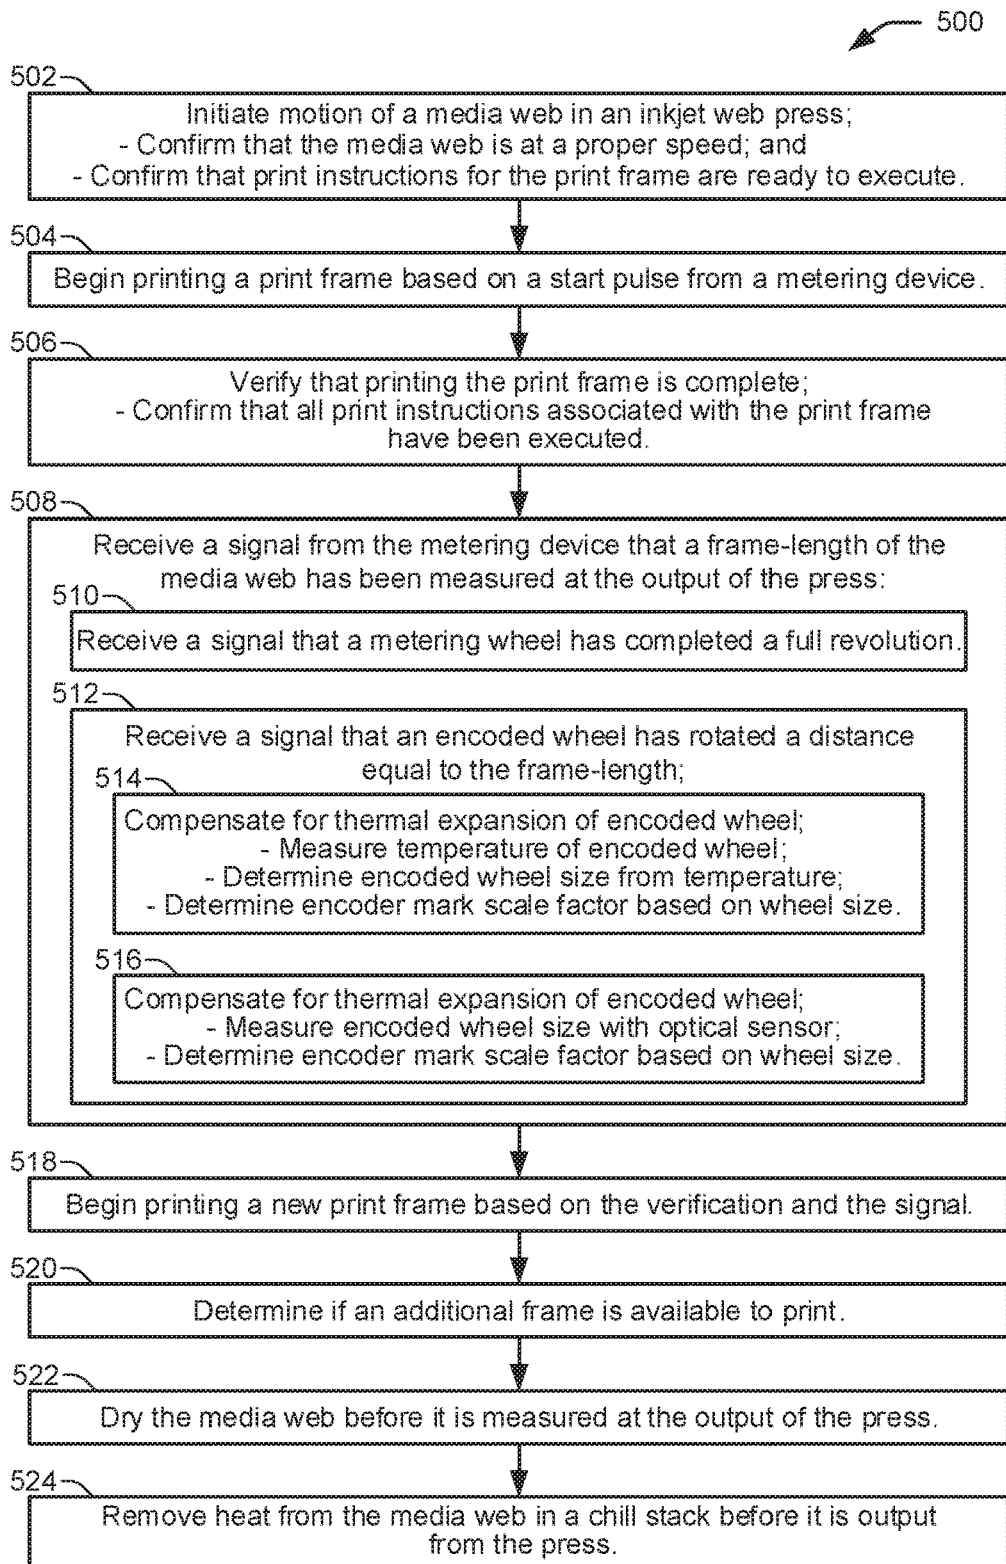 500
502
Initiate motion of a media web in an inkjet web press;
- Confirm that the media web is at a proper speed; and
- Confirm that print instructions for the print frame are ready to execute.
504
Begin printing a print frame based on a start pulse from a metering device.
506
Verify that printing the print frame is complete;
- Confirm that all print instructions associated with the print frame
have been executed.
508
Receive a signal from the metering device that a frame-length of the
media web has been measured at the output of the press:
510
Receive a signal that a metering wheel has completed a full revolution.
512
Receive a signal that an encoded wheel has rotated a distance
equal to the frame-length;
514
Compensate for thermal expansion of encoded wheel;
- Measure temperature of encoded wheel;
- Determine encoded wheel size from temperature;
- Determine encoder mark scale factor based on wheel size.
516
Compensate for thermal expansion of encoded wheel;
- Measure encoded wheel size with optical sensor;
- Determine encoder mark scale factor based on wheel size.
518
Begin printing a new print frame based on the verification and the signal.
520
Determine if an additional frame is available to print.
522
Dry the media web before it is measured at the output of the press.
524
Remove heat from the media web in a chill stack before it is output
from the press.